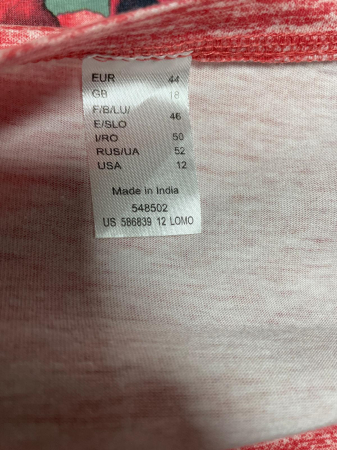 EUR 44
GB 18
F/B/LU/
E/SLO 46
I/RO 50
RUS/UA 52
USA 12
Made in India
548502
US 586839 12 LOMO